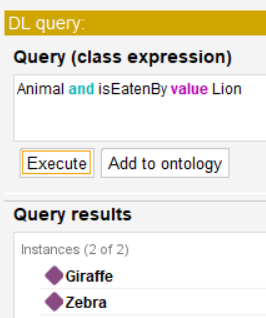 DL query:
Query (class expression)
Animal and isEatenBy value Lion
Execute Add to ontology
Query results
Instances (2 of 2)
Giraffe
Zebra